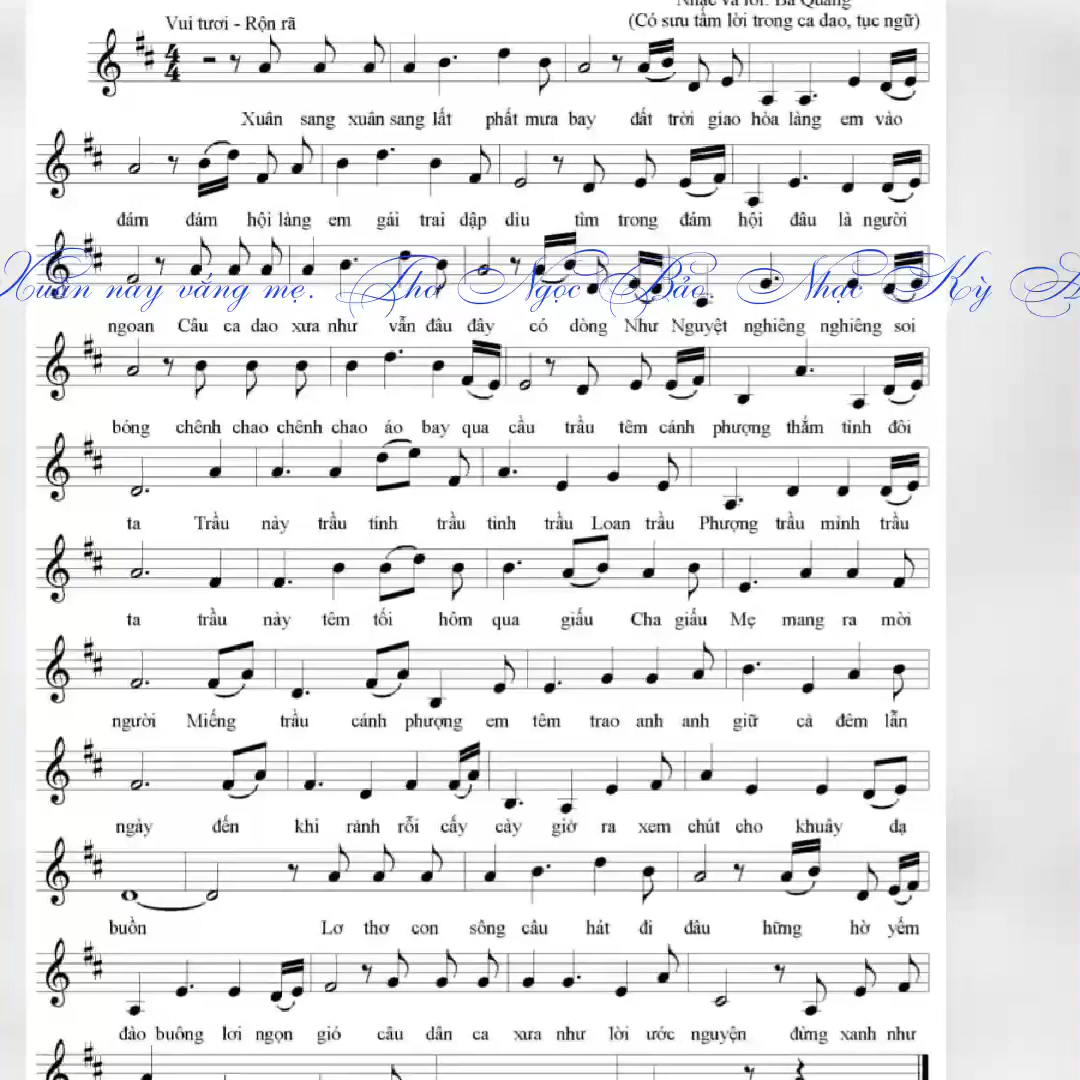 Nhạc và lời: Bá Quảng
Vui tươi - Rộn rã
(Có sưu tầm lời trong ca dao, tục ngữ)
Xuân sang xuân sang lất phất mưa bay đất trời giao hòa làng em vào
đám đám hội làng em gái trai dập dìu tìm trong đám hội đâu là người
Xuân này vắng mẹ. Thơ Ngọc Bảo. Nhạc Kỳ A
ngoan Câu ca dao xưa như vẫn đâu đây có dòng Như Nguyệt nghiêng nghiêng soi
bóng chênh chao chênh chao áo bay qua cầu trầu têm cánh phượng thắm tình đôi
ta Trầu này trầu tính trầu tình trầu Loan trầu Phượng trầu mình trầu
ta trầu này têm tối hôm qua giấu Cha giấu Mẹ mang ra mời
người Miếng trầu cánh phượng em têm trao anh anh giữ cả đêm lẫn
ngày đến khi rảnh rỗi cấy cày giở ra xem chút cho khuây dạ
buồn Lơ thơ con sông câu hát đi đâu hững hờ yếm
đào buông lơi ngọn gió câu dân ca xưa như lời ước nguyện đừng xanh như